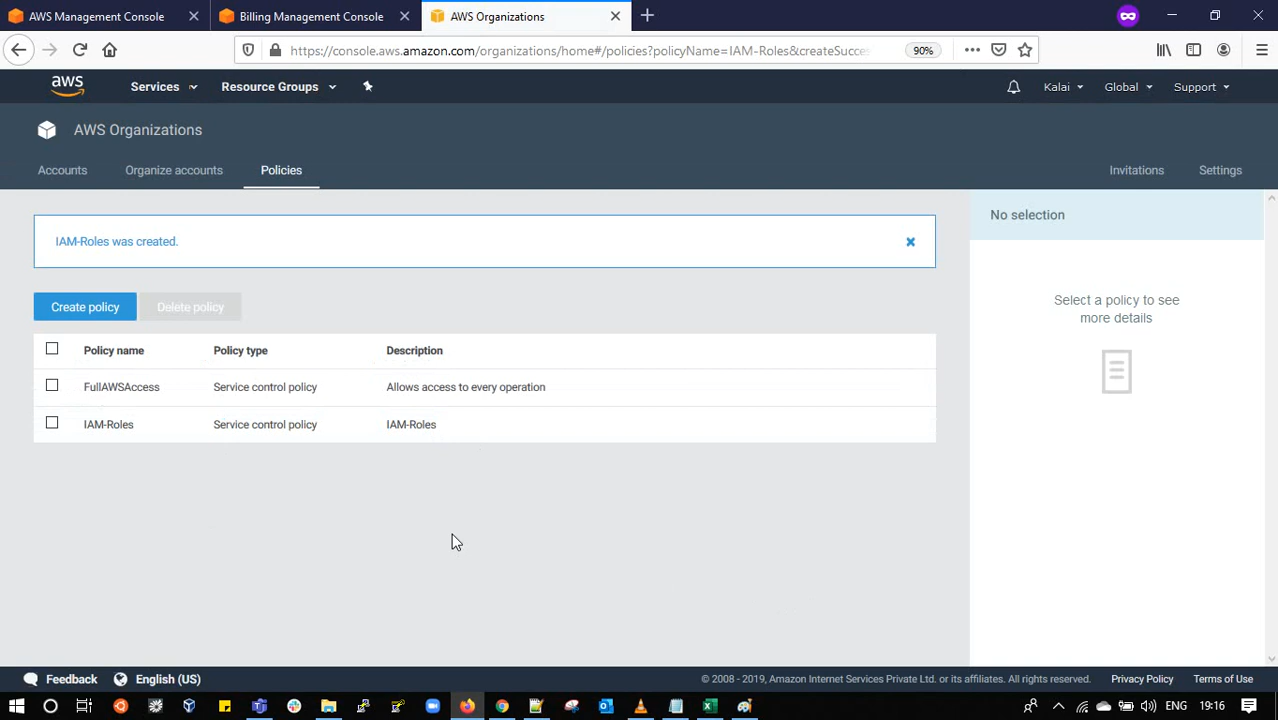 AWS Management Console
Billing Management Console
AWS Organizations
https://console.aws.amazon.com/organizations/home#/policies?policyName=IAM-Roles&createSucces
90%
aws
Services
Resource Groups
Kalai
Global
Support
AWS Organizations
Accounts
Organize accounts
Policies
Invitations
Settings
IAM-Roles was created.
No selection
Select a policy to see
more details
Create policy
Delete policy
Policy name
Policy type
Description
FullAWSAccess
Service control policy
Allows access to every operation
IAM-Roles
Service control policy
IAM-Roles
Feedback
English (US)
© 2008 - 2019, Amazon Internet Services Private Ltd. or its affiliates. All rights reserved.
Privacy Policy
Terms of Use
ENG
19:16